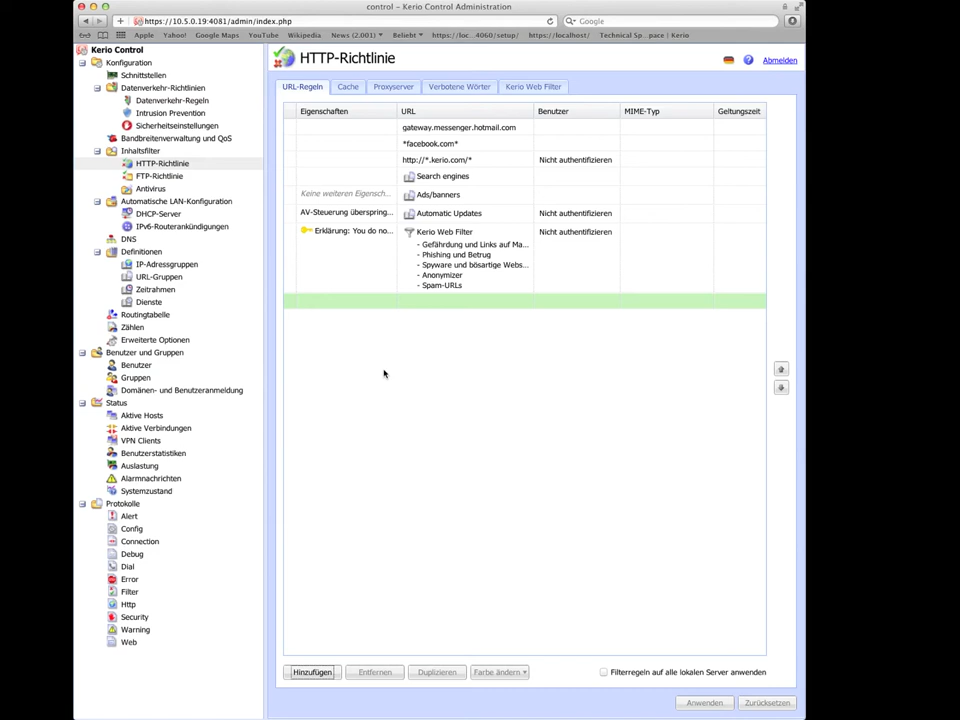 control – Kerio Control Administration
https://10.5.0.19:4081/admin/index.php
Google
Apple Yahoo! Google Maps YouTube Wikipedia News (2.001) Beliebt https://loc...4060/setup/ https://localhost/ Technical Sp...pace | Kerio
Kerio Control
Konfiguration
Schnittstellen
Datenverkehr-Richtlinien
Datenverkehr-Regeln
Intrusion Prevention
Sicherheitseinstellungen
Bandbreitenverwaltung und QoS
Inhaltsfilter
HTTP-Richtlinie
FTP-Richtlinie
Antivirus
Automatische LAN-Konfiguration
DHCP-Server
IPv6-Routerankündigungen
DNS
Definitionen
IP-Adressgruppen
URL-Gruppen
Zeitrahmen
Dienste
Routingtabelle
Zählen
Erweiterte Optionen
Benutzer und Gruppen
Benutzer
Gruppen
Domänen- und Benutzeranmeldung
Status
Aktive Hosts
Aktive Verbindungen
VPN Clients
Benutzerstatistiken
Auslastung
Alarmnachrichten
Systemzustand
Protokolle
Alert
Config
Connection
Debug
Dial
Error
Filter
Http
Security
Warning
Web
HTTP-Richtlinie
Abmelden
URL-Regeln Cache Proxyserver Verbotene Wörter Kerio Web Filter
Eigenschaften URL Benutzer MIME-Typ Geltungszeit
gateway.messenger.hotmail.com
*facebook.com*
http://*.kerio.com/* Nicht authentifizieren
Search engines
Keine weiteren Eigensch... Ads/banners
AV-Steuerung überspring... Automatic Updates Nicht authentifizieren
Erklärung: You do no... Kerio Web Filter Nicht authentifizieren
- Gefährdung und Links auf Ma...
- Phishing und Betrug
- Spyware und bösartige Webs...
- Anonymizer
- Spam-URLs
Hinzufügen Entfernen Duplizieren Farbe ändern Filterregeln auf alle lokalen Server anwenden
Anwenden Zurücksetzen